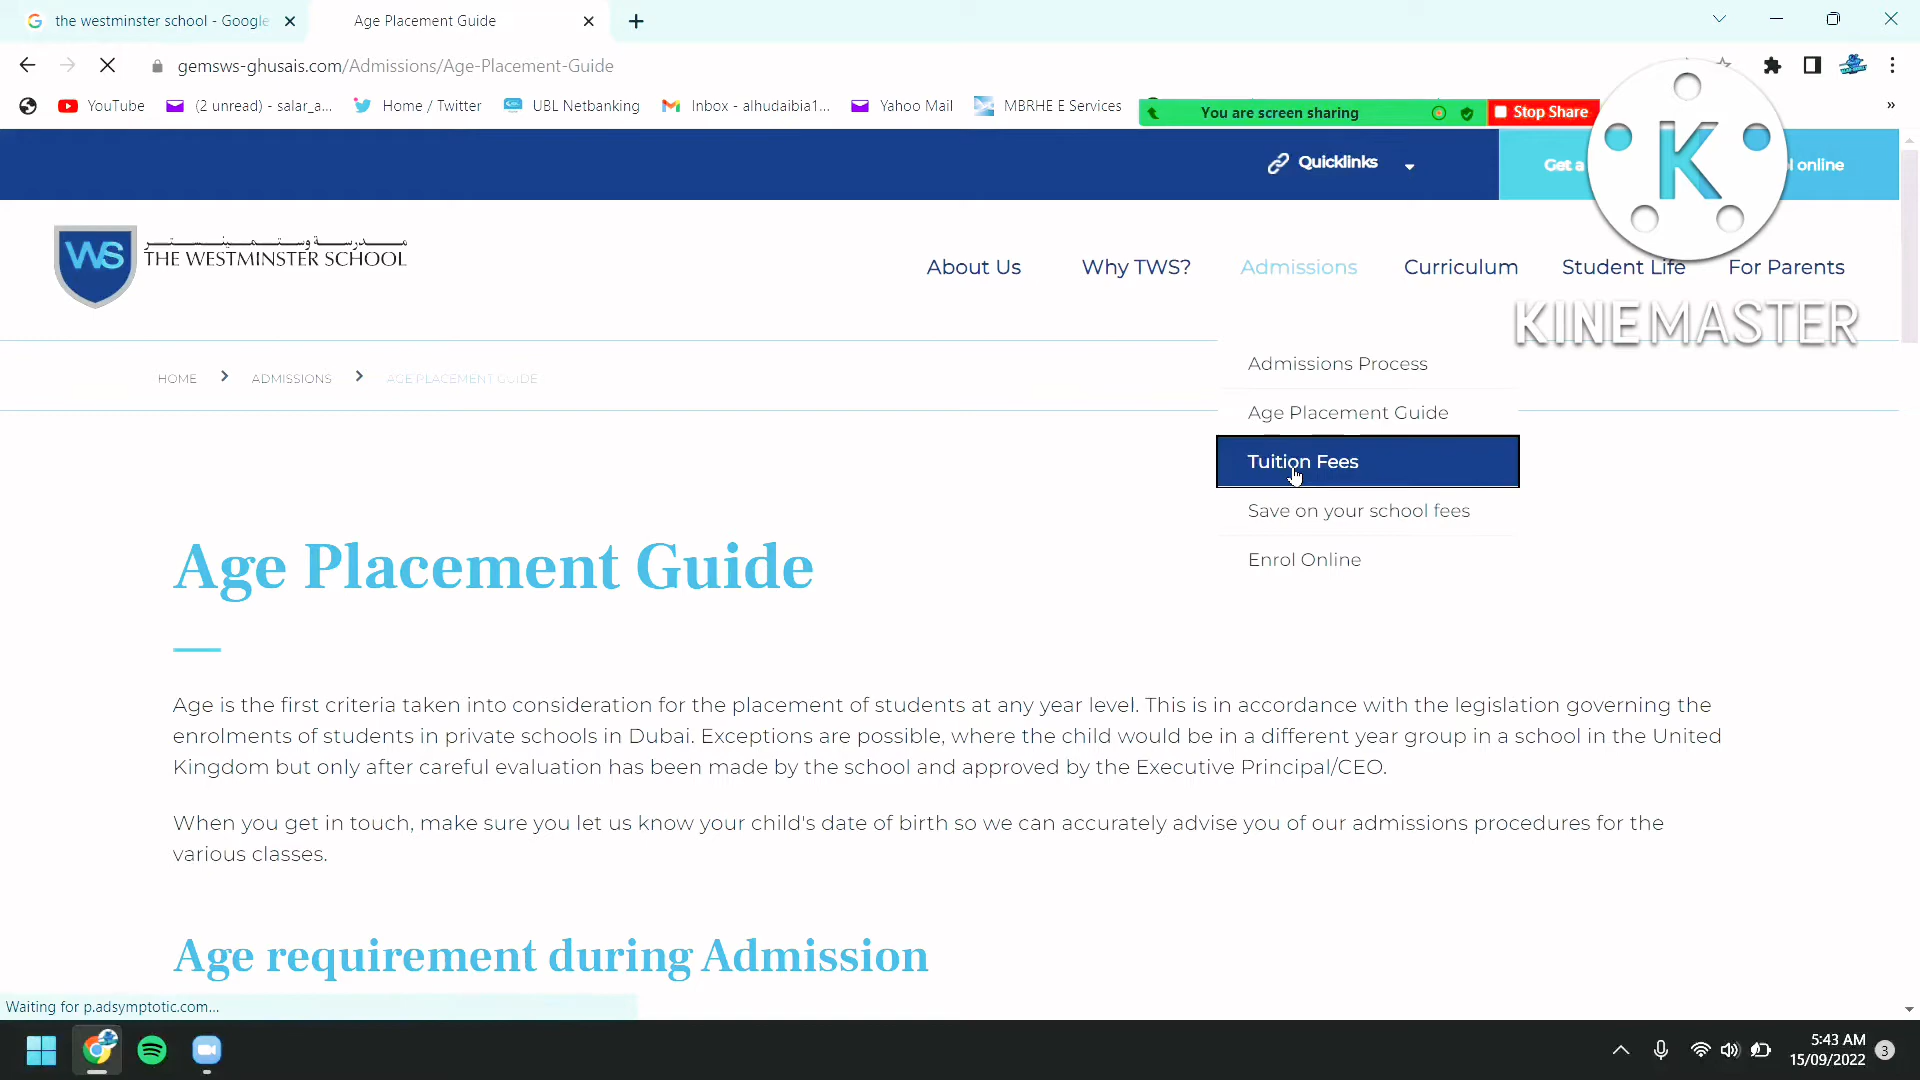 the westminster school - Google
Age Placement Guide
gemsws-ghusais.com/Admissions/Age-Placement-Guide
YouTube
(2 unread) - salar_a...
Home / Twitter
UBL Netbanking
Inbox - alhudaibia1...
Yahoo Mail
MBRHE E Services
»
You are screen sharing
Stop Share
Quicklinks
Get a
online
K
KINEMASTER
WS
مدرسة وستمينستر
THE WESTMINSTER SCHOOL
About Us
Why TWS?
Admissions
Curriculum
Student Life
For Parents
HOME
ADMISSIONS
AGE PLACEMENT GUIDE
Admissions Process
Age Placement Guide
Tuition Fees
Save on your school fees
Enrol Online
Age Placement Guide
Age is the first criteria taken into consideration for the placement of students at any year level. This is in accordance with the legislation governing the
enrolments of students in private schools in Dubai. Exceptions are possible, where the child would be in a different year group in a school in the United
Kingdom but only after careful evaluation has been made by the school and approved by the Executive Principal/CEO.
When you get in touch, make sure you let us know your child's date of birth so we can accurately advise you of our admissions procedures for the
various classes.
Age requirement during Admission
Waiting for p.adsymptotic.com...
5:43 AM
15/09/2022
3